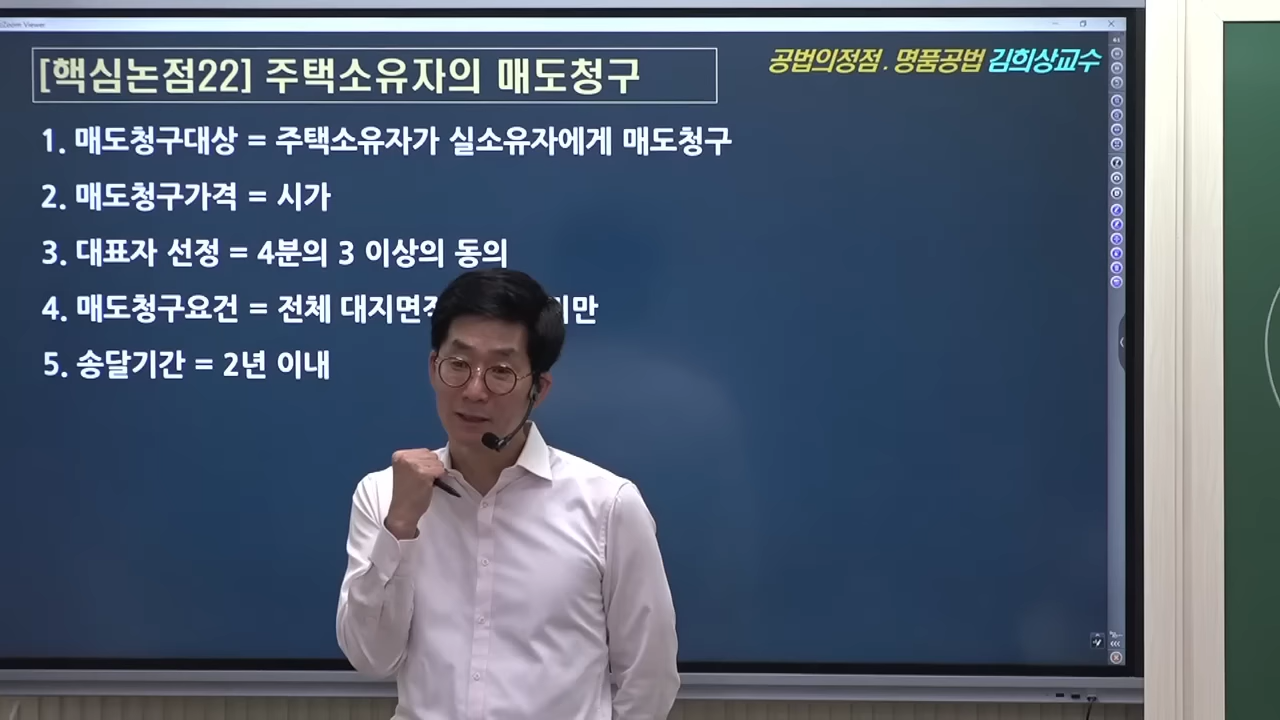 Zoom Viewer
[핵심논점22] 주택소유자의 매도청구
공법의정점 . 명품공법 김희상교수
1. 매도청구대상 = 주택소유자가 실소유자에게 매도청구
2. 매도청구가격 = 시가
3. 대표자 선정 = 4분의 3 이상의 동의
4. 매도청구요건 = 전체
5. 송달기간 = 2년 이내